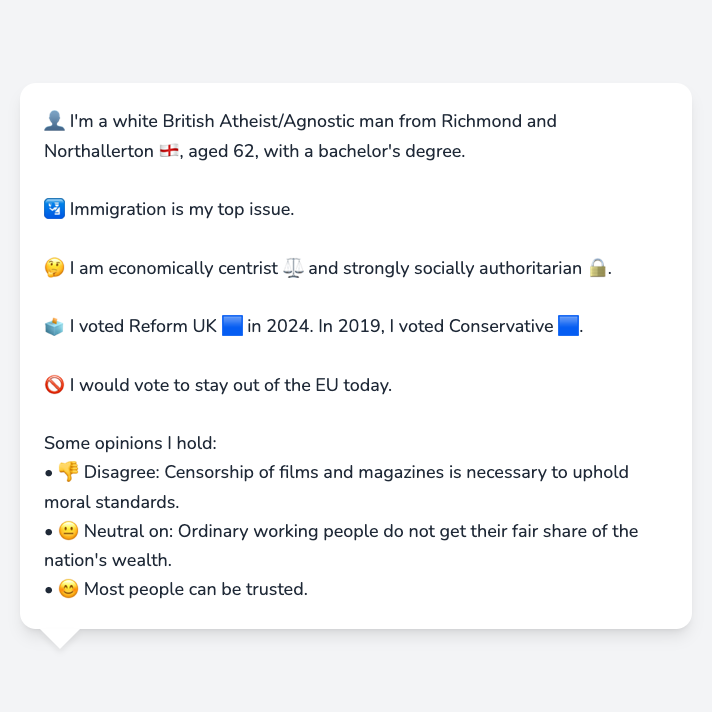 👤 I'm a white British Atheist/Agnostic man from Richmond and
Northallerton 🏴󠁧󠁢󠁥󠁮󠁧󠁿, aged 62, with a bachelor's degree.
🛂 Immigration is my top issue.
🤔 I am economically centrist ⚖️ and strongly socially authoritarian 🔒.
🗳️ I voted Reform UK 🟦 in 2024. In 2019, I voted Conservative 🟦.
🚫 I would vote to stay out of the EU today.
Some opinions I hold:
• 👎 Disagree: Censorship of films and magazines is necessary to uphold
moral standards.
• 😐 Neutral on: Ordinary working people do not get their fair share of the
nation's wealth.
• 😊 Most people can be trusted.